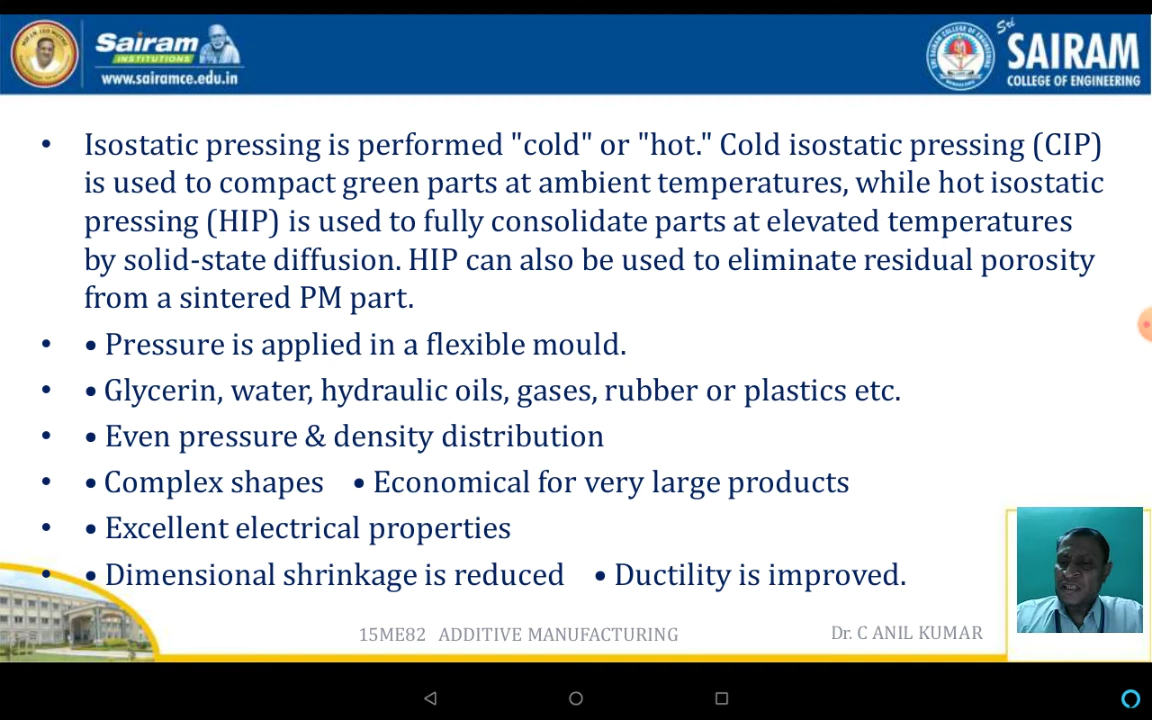 Sairam
INSTITUTIONS
www.sairamce.edu.in
Sri
SAIRAM
COLLEGE OF ENGINEERING
• Isostatic pressing is performed "cold" or "hot." Cold isostatic pressing (CIP)
is used to compact green parts at ambient temperatures, while hot isostatic
pressing (HIP) is used to fully consolidate parts at elevated temperatures
by solid-state diffusion. HIP can also be used to eliminate residual porosity
from a sintered PM part.
• • Pressure is applied in a flexible mould.
• • Glycerin, water, hydraulic oils, gases, rubber or plastics etc.
• • Even pressure & density distribution
• • Complex shapes • Economical for very large products
• • Excellent electrical properties
• • Dimensional shrinkage is reduced • Ductility is improved.
15ME82 ADDITIVE MANUFACTURING
Dr. C ANIL KUMAR